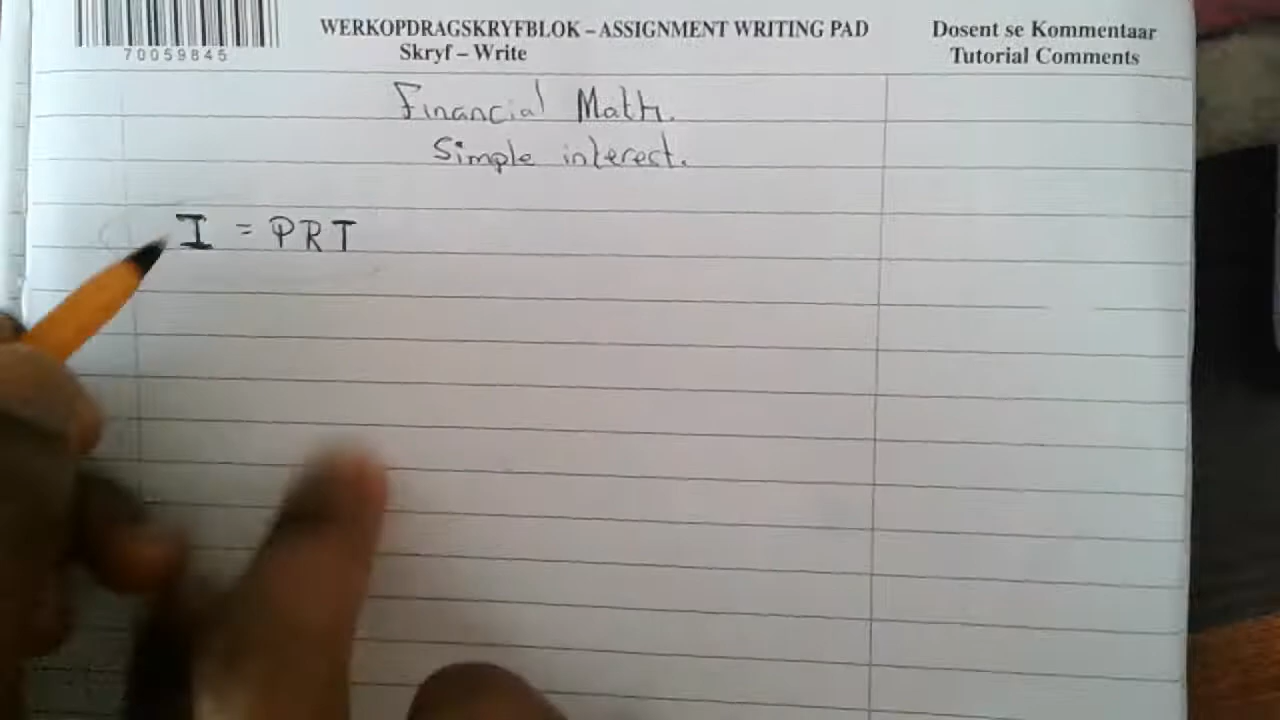 WERKOPDRAGSKRYFBLOK – ASSIGNMENT WRITING PAD
Skryf – Write
Dosent se Kommentaar
Tutorial Comments
70059845
Financial Math.
Simple interest.
I = PRT